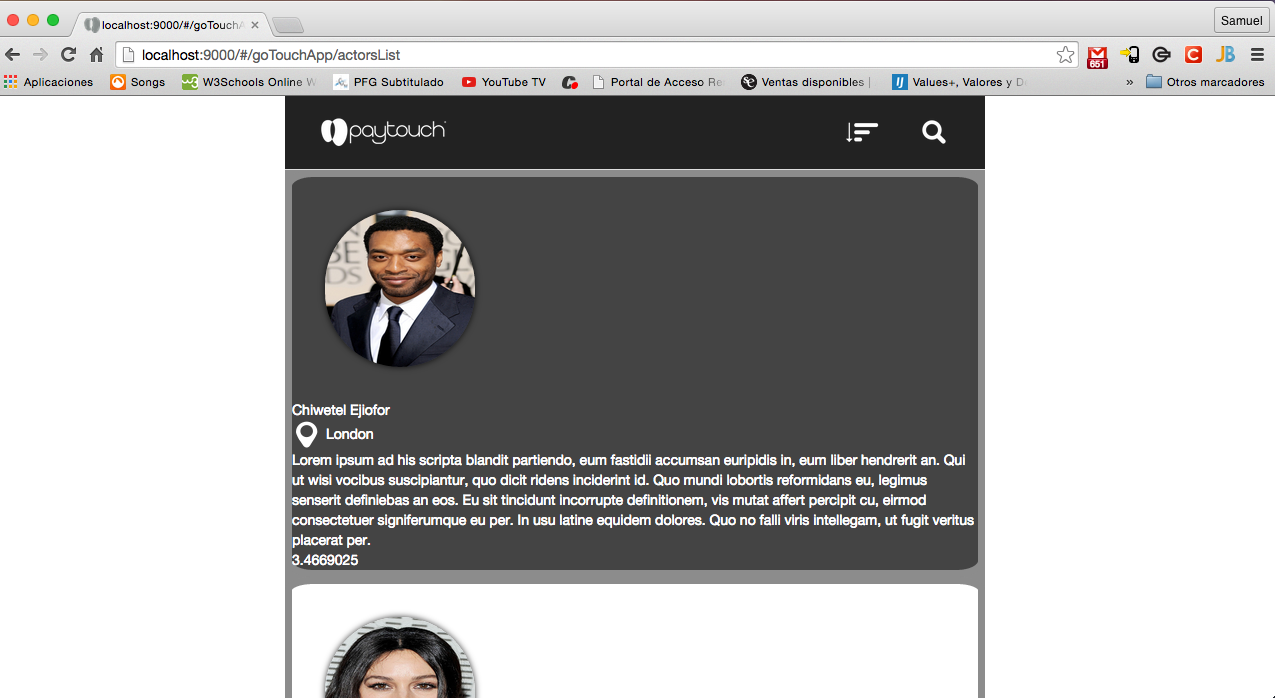 localhost:9000/#/goTouchA
Samuel
localhost:9000/#/goTouchApp/actorsList
651
C
JB
Aplicaciones
Songs
W3Schools Online W
PFG Subtitulado
YouTube TV
Portal de Acceso Re
Ventas disponibles |
Values+, Valores y D
»
Otros marcadores
paytouch
BE
DS
Chiwetel Ejiofor
London
Lorem ipsum ad his scripta blandit partiendo, eum fastidii accumsan euripidis in, eum liber hendrerit an. Qui
ut wisi vocibus suscipiantur, quo dicit ridens inciderint id. Quo mundi lobortis reformidans eu, legimus
senserit definiebas an eos. Eu sit tincidunt incorrupte definitionem, vis mutat affert percipit cu, eirmod
consectetuer signiferumque eu per. In usu latine equidem dolores. Quo no falli viris intellegam, ut fugit veritus
placerat per.
3.4669025